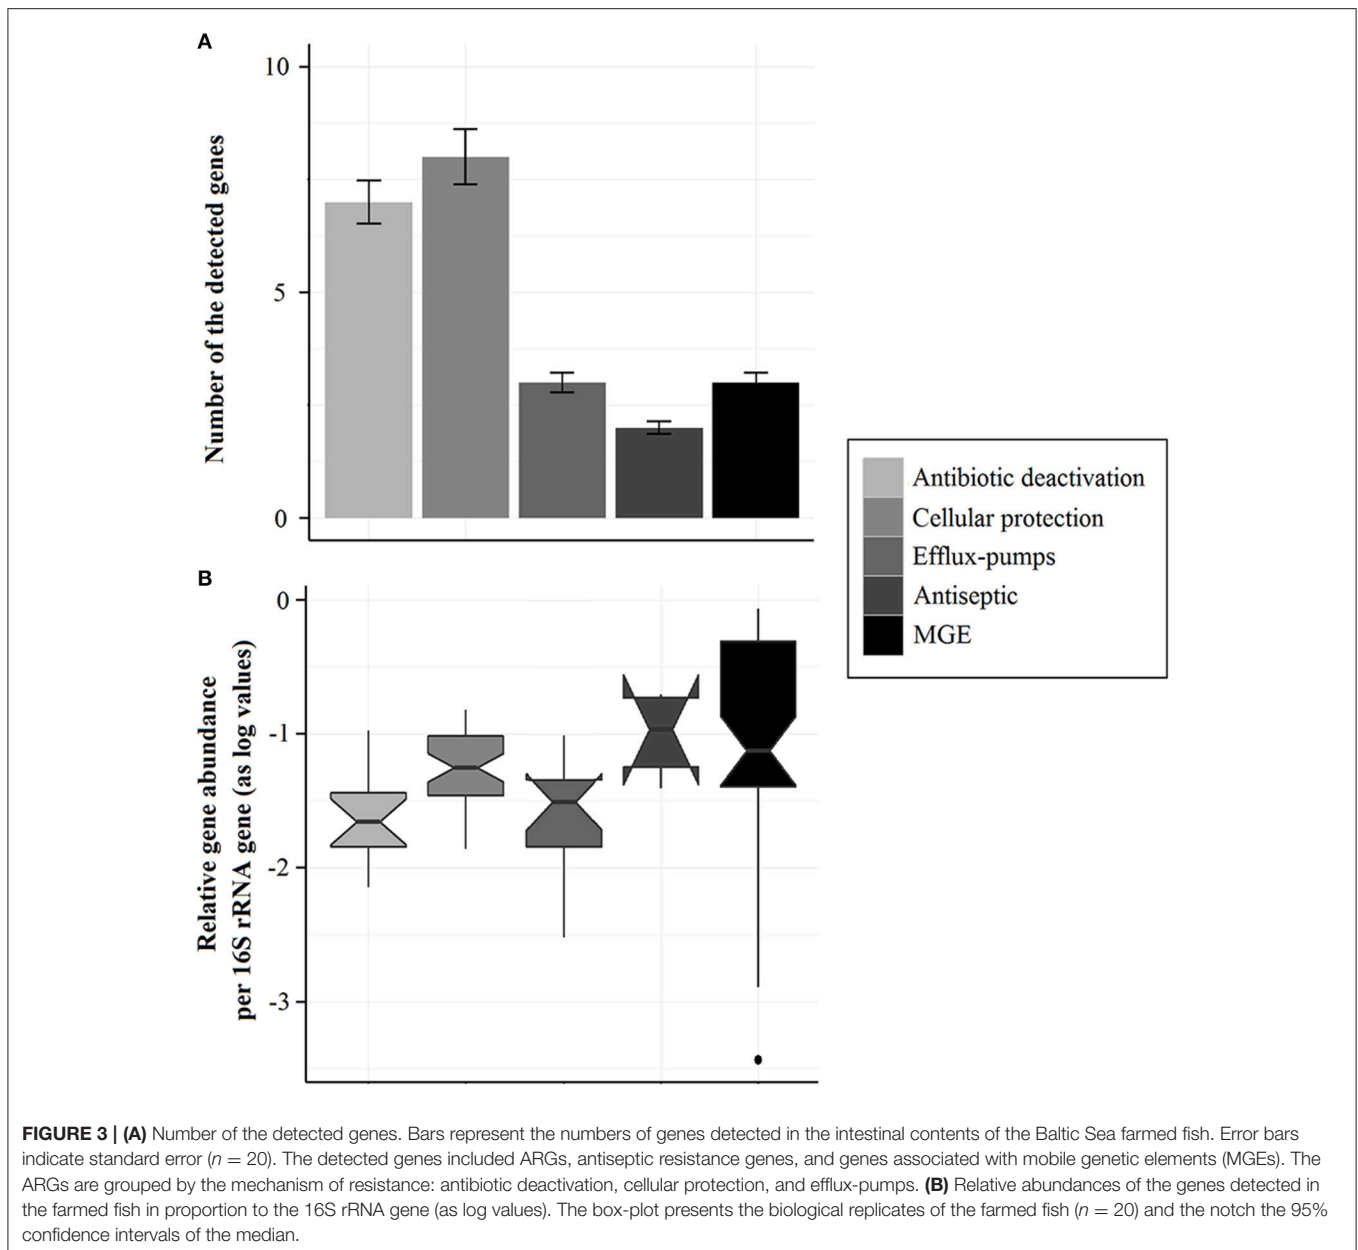 A
10
5
0
Number of the detected genes
Antibiotic deactivation
Cellular protection
Efflux-pumps
Antiseptic
MGE
B
0
-1
-2
-3
Relative gene abundance
per 16S rRNA gene (as log values)
FIGURE 3 | (A) Number of the detected genes. Bars represent the numbers of genes detected in the intestinal contents of the Baltic Sea farmed fish. Error bars
indicate standard error (n = 20). The detected genes included ARGs, antiseptic resistance genes, and genes associated with mobile genetic elements (MGEs). The
ARGs are grouped by the mechanism of resistance: antibiotic deactivation, cellular protection, and efflux-pumps. (B) Relative abundances of the genes detected in
the farmed fish in proportion to the 16S rRNA gene (as log values). The box-plot presents the biological replicates of the farmed fish (n = 20) and the notch the 95%
confidence intervals of the median.